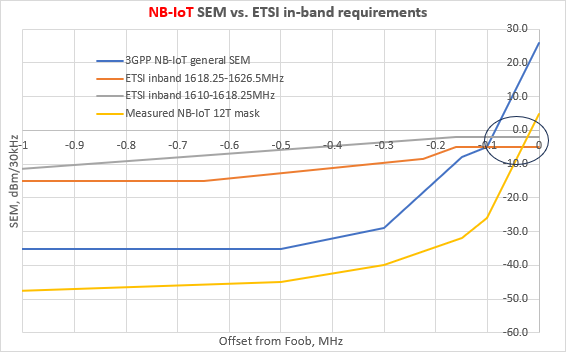 NB-IoT SEM vs. ETSI in-band requirements
30.0
20.0
10.0
0.0
-10.0
-20.0
-30.0
-40.0
-50.0
-60.0
3GPP NB-IoT general SEM
ETSI inband 1618.25-1626.5MHz
ETSI inband 1610-1618.25MHz
Measured NB-IoT 12T mask
-1 -0.9 -0.8 -0.7 -0.6 -0.5 -0.4 -0.3 -0.2 -0.1 0
SEM, dBm/30kHz
Offset from Foob, MHz